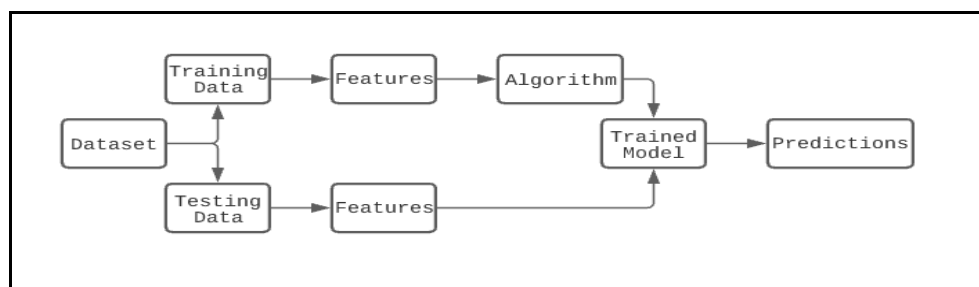 Training
Data
Features
Algorithm
Dataset
Trained
Model
Predictions
Testing
Data
Features